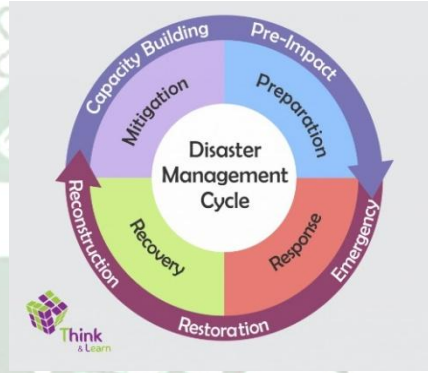 Capacity Building
Pre-Impact
Mitigation
Preparation
Disaster
Management
Cycle
Recovery
Response
Reconstruction
Emergency
Restoration
Think
& Learn